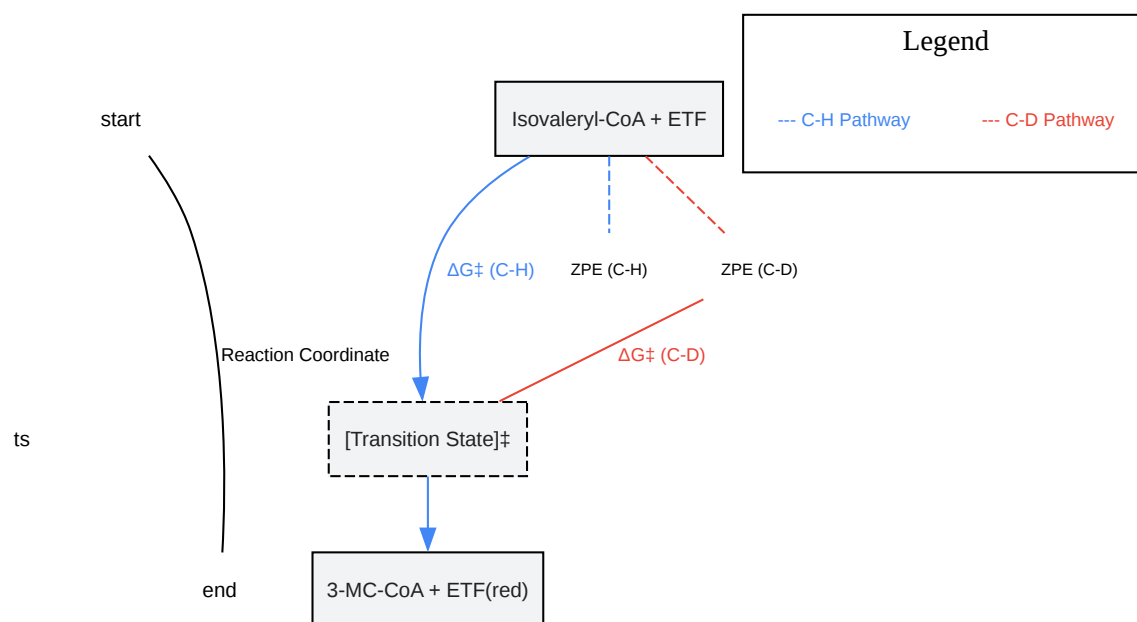 Legend
--- C-H Pathway
--- C-D Pathway
start
Isovaleryl-CoA + ETF
ΔG‡ (C-H)
ZPE (C-H)
ZPE (C-D)
Reaction Coordinate
ΔG‡ (C-D)
ts
[Transition State]‡
end
3-MC-CoA + ETF(red)